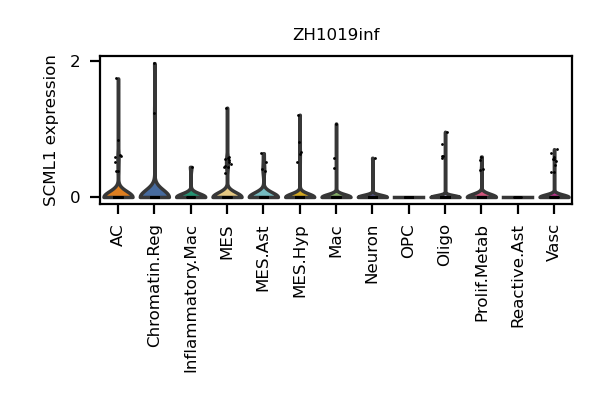 ZH1019inf
SCML1 expression
2
0
AC
Chromatin.Reg
Inflammatory.Mac
MES
MES.Ast
MES.Hyp
Mac
Neuron
OPC
Oligo
Prolif.Metab
Reactive.Ast
Vasc